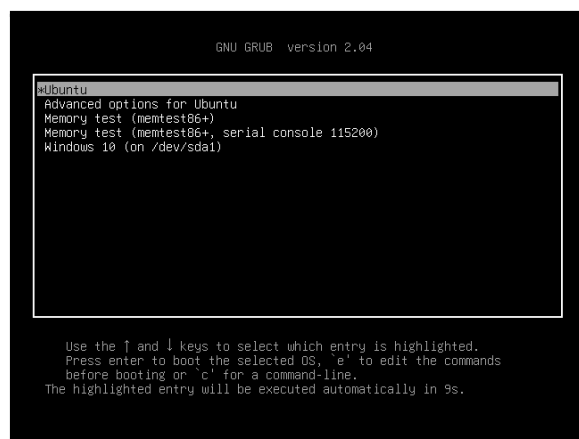 GNU GRUB  version 2.04
*Ubuntu
Advanced options for Ubuntu
Memory test (memtest86+)
Memory test (memtest86+, serial console 115200)
Windows 10 (on /dev/sda1)
Use the ↑ and ↓ keys to select which entry is highlighted.
Press enter to boot the selected OS, `e' to edit the commands
before booting or `c' for a command-line.
The highlighted entry will be executed automatically in 9s.